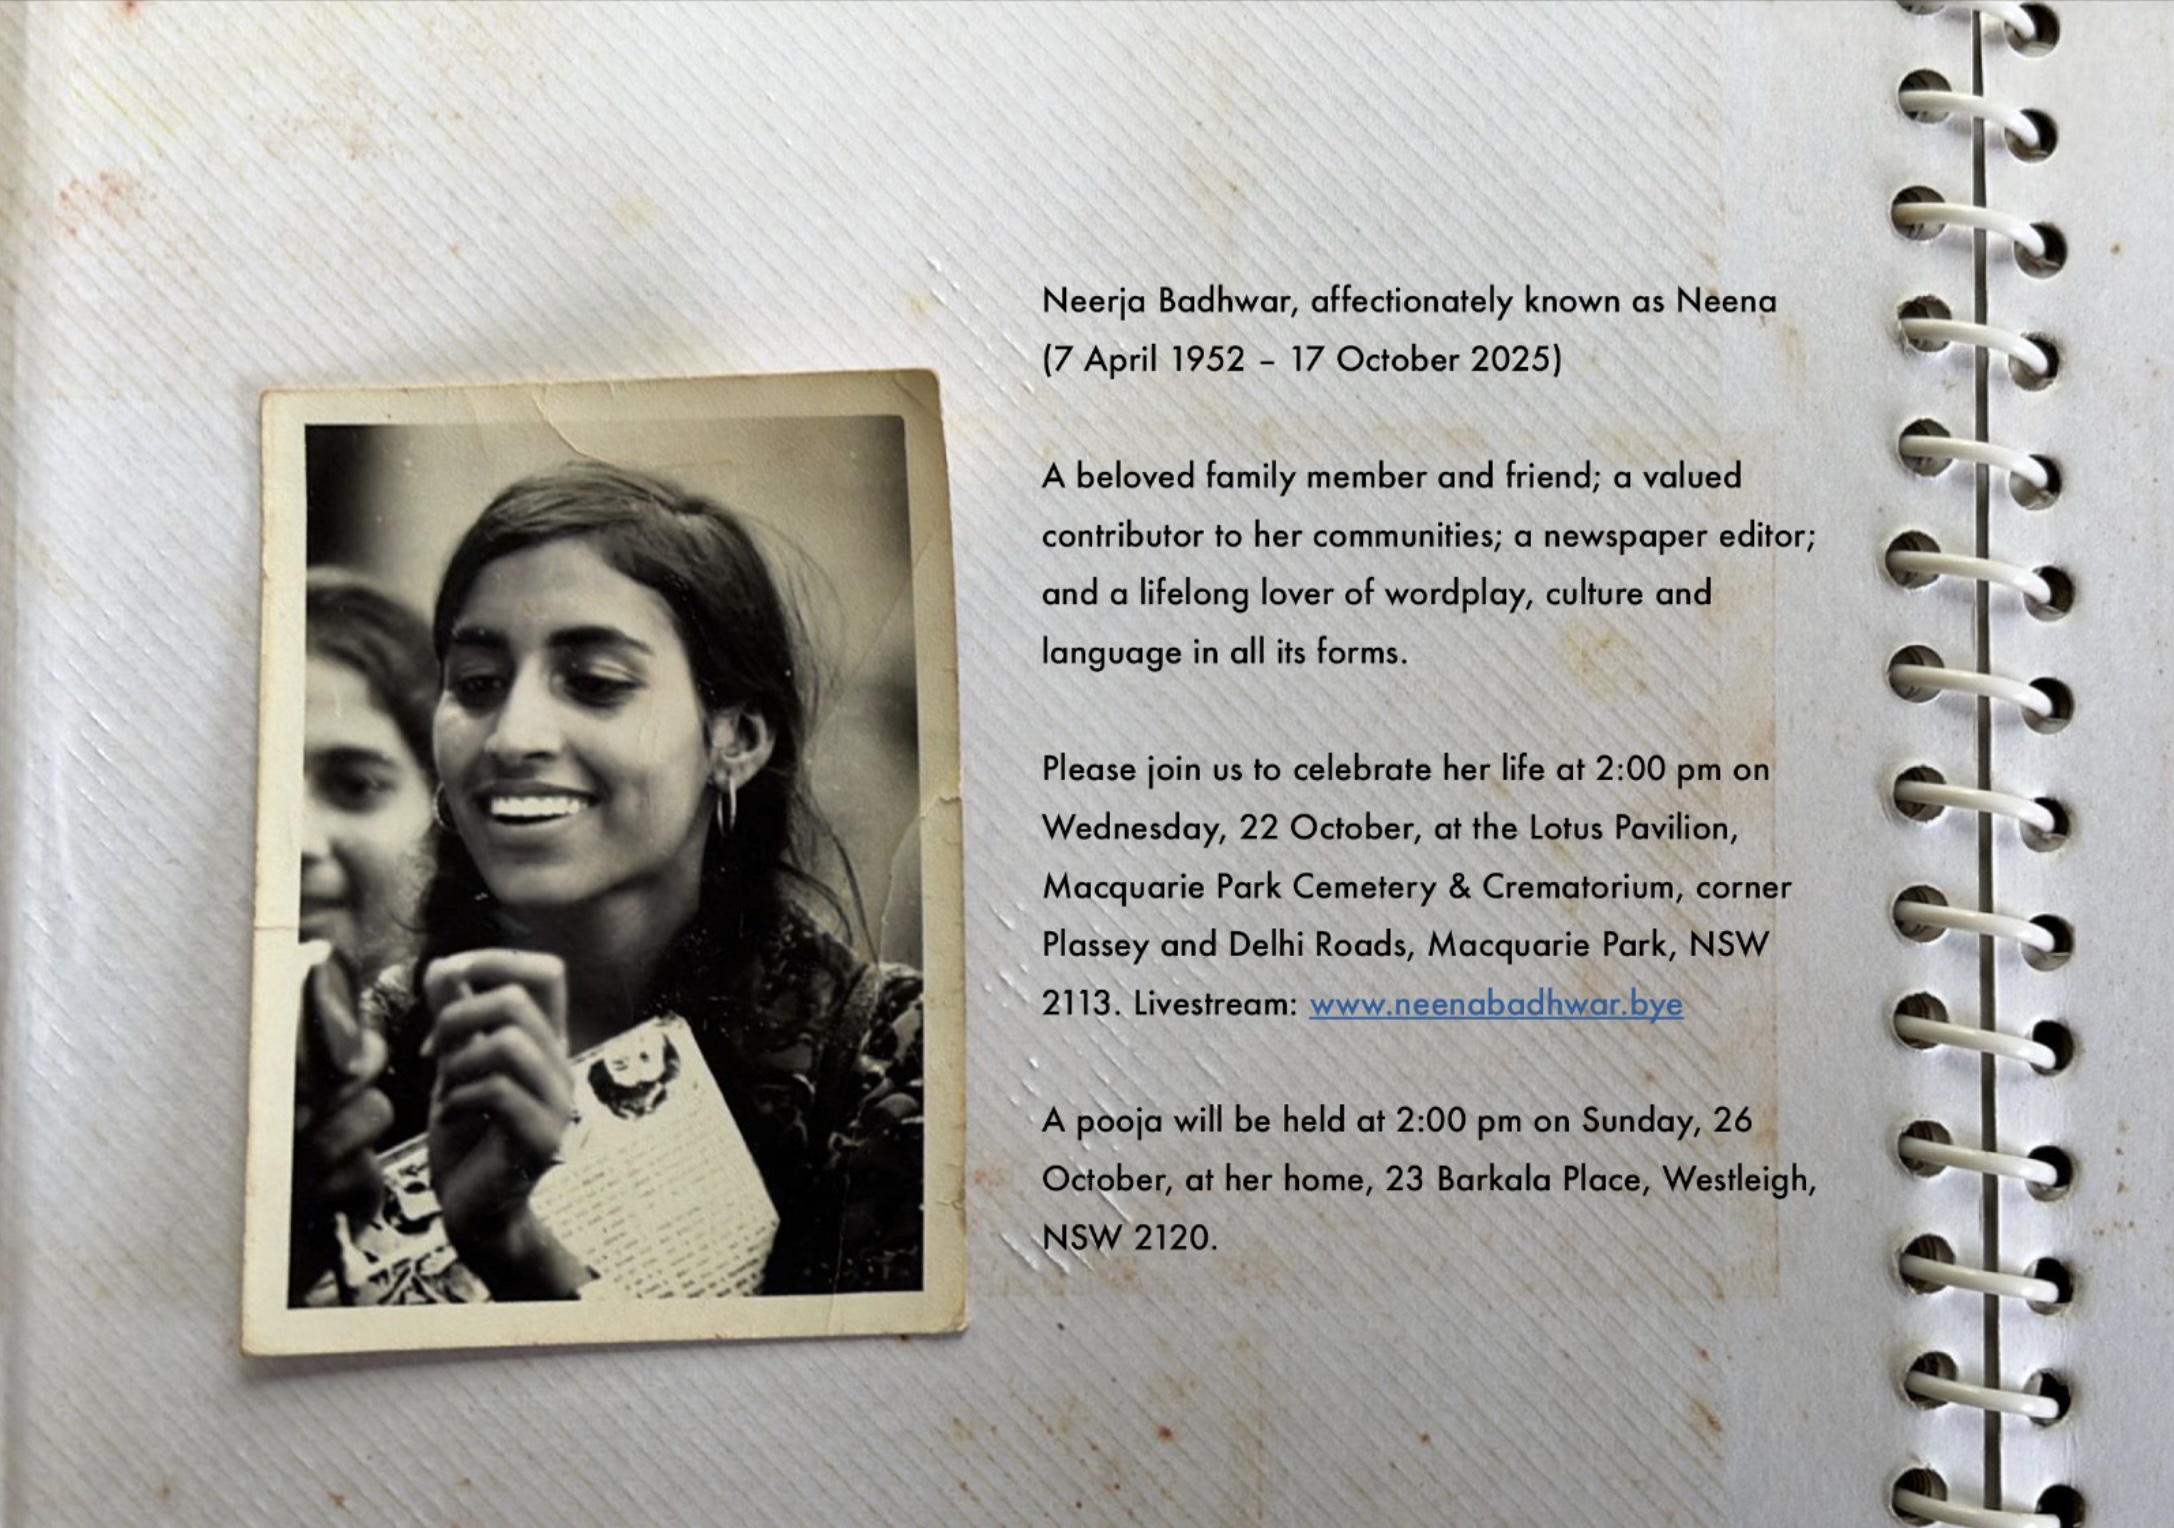 Neerja Badhwar, affectionately known as Neena
(7 April 1952 – 17 October 2025)
A beloved family member and friend; a valued
contributor to her communities; a newspaper editor;
and a lifelong lover of wordplay, culture and
language in all its forms.
Please join us to celebrate her life at 2:00 pm on
Wednesday, 22 October, at the Lotus Pavilion,
Macquarie Park Cemetery & Crematorium, corner
Plassey and Delhi Roads, Macquarie Park, NSW
2113. Livestream: www.neenabadhwar.bye
A pooja will be held at 2:00 pm on Sunday, 26
October, at her home, 23 Barkala Place, Westleigh,
NSW 2120.